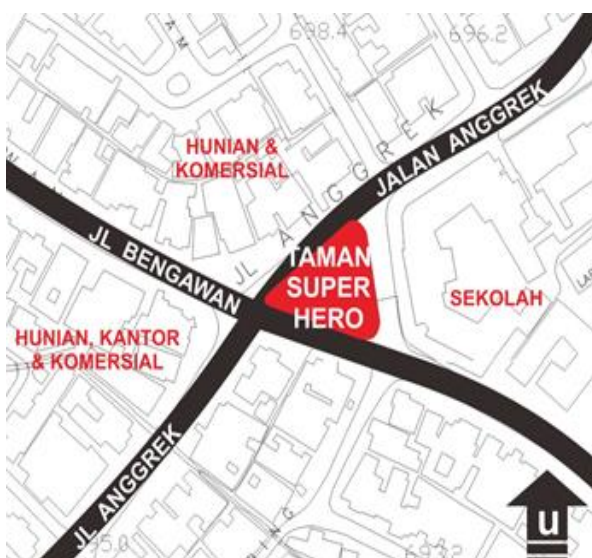 698.4
696.2
HUNIAN &
KOMERSIAL
JL ANGGREK
JALAN ANGGREK
JL BENGAWAN
TAMAN
SUPER
HERO
SEKOLAH
HUNIAN, KANTOR
& KOMERSIAL
JL ANGGREK
u